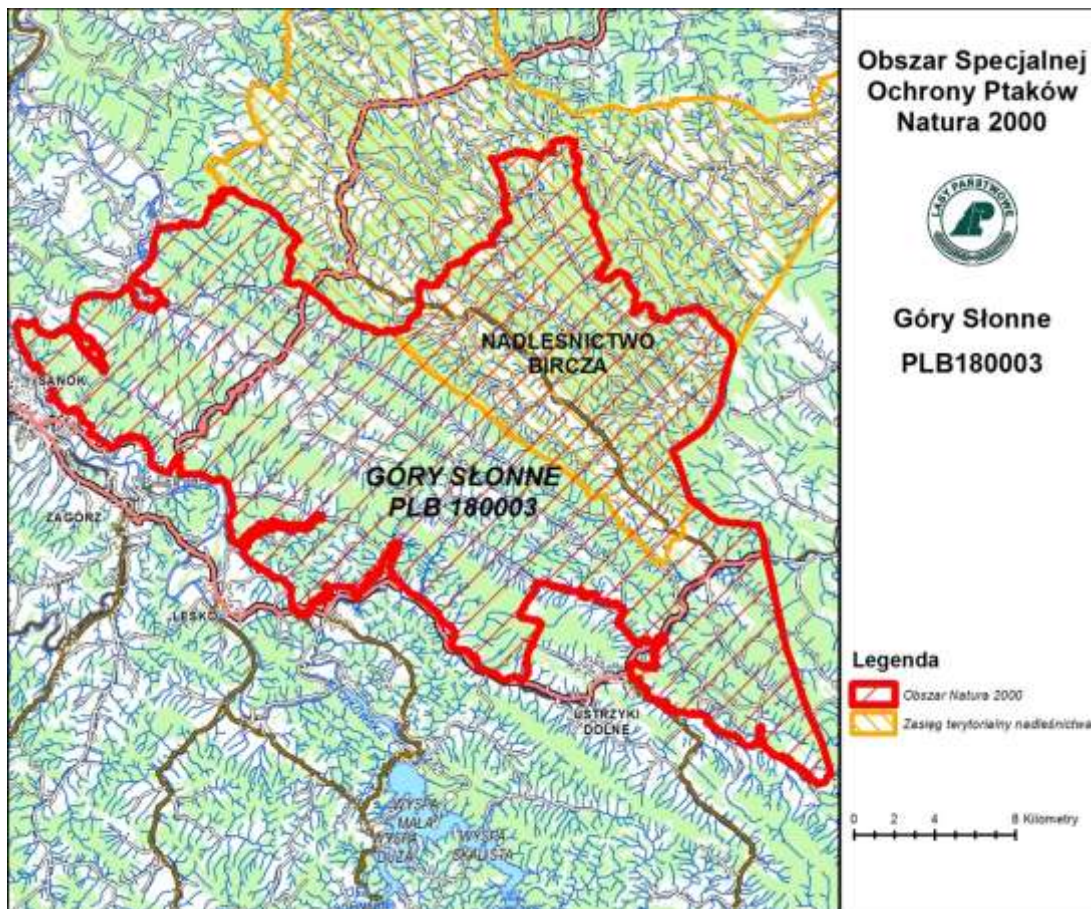 NADLEŚNICTWO
BIRCZA
SANOK
GÓRY SŁONNE
PLB 180003
ZAGÓRZ
LESKO
USTRZYKI
DOLNE
WYSPA
MAŁA
WYSPA
DUŻA
WYSPA
SKALISTA
Obszar Specjalnej
Ochrony Ptaków
Natura 2000
LASY PAŃSTWOWE
Góry Słonne
PLB180003
Legenda
Obszar Natura 2000
Zasięg terytorialny nadleśnictwa
0 2 4 8 Kilometry